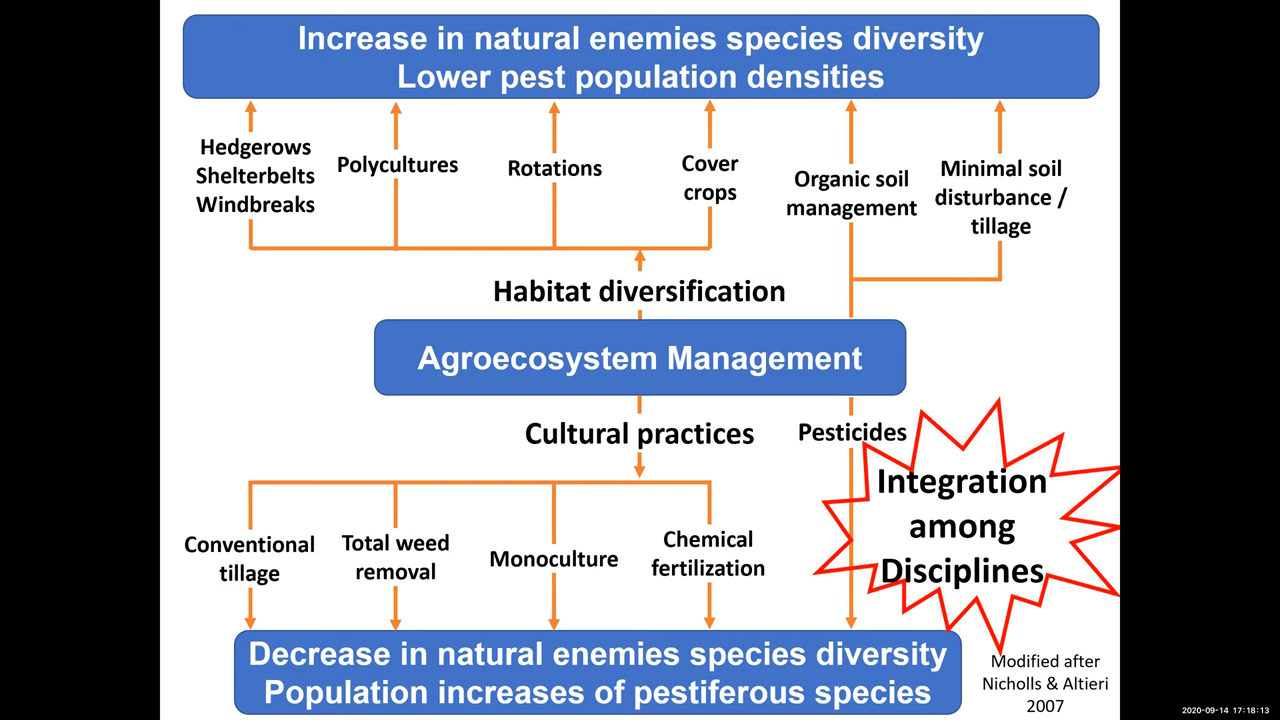 Increase in natural enemies species diversity
Lower pest population densities
Hedgerows
Shelterbelts
Windbreaks
Polycultures
Rotations
Cover
crops
Organic soil
management
Minimal soil
disturbance /
tillage
Habitat diversification
Agroecosystem Management
Cultural practices
Pesticides
Integration
among
Disciplines
Conventional
tillage
Total weed
removal
Monoculture
Chemical
fertilization
Decrease in natural enemies species diversity
Population increases of pestiferous species
Modified after
Nicholls & Altieri
2007
2020-09-14 17:18:13